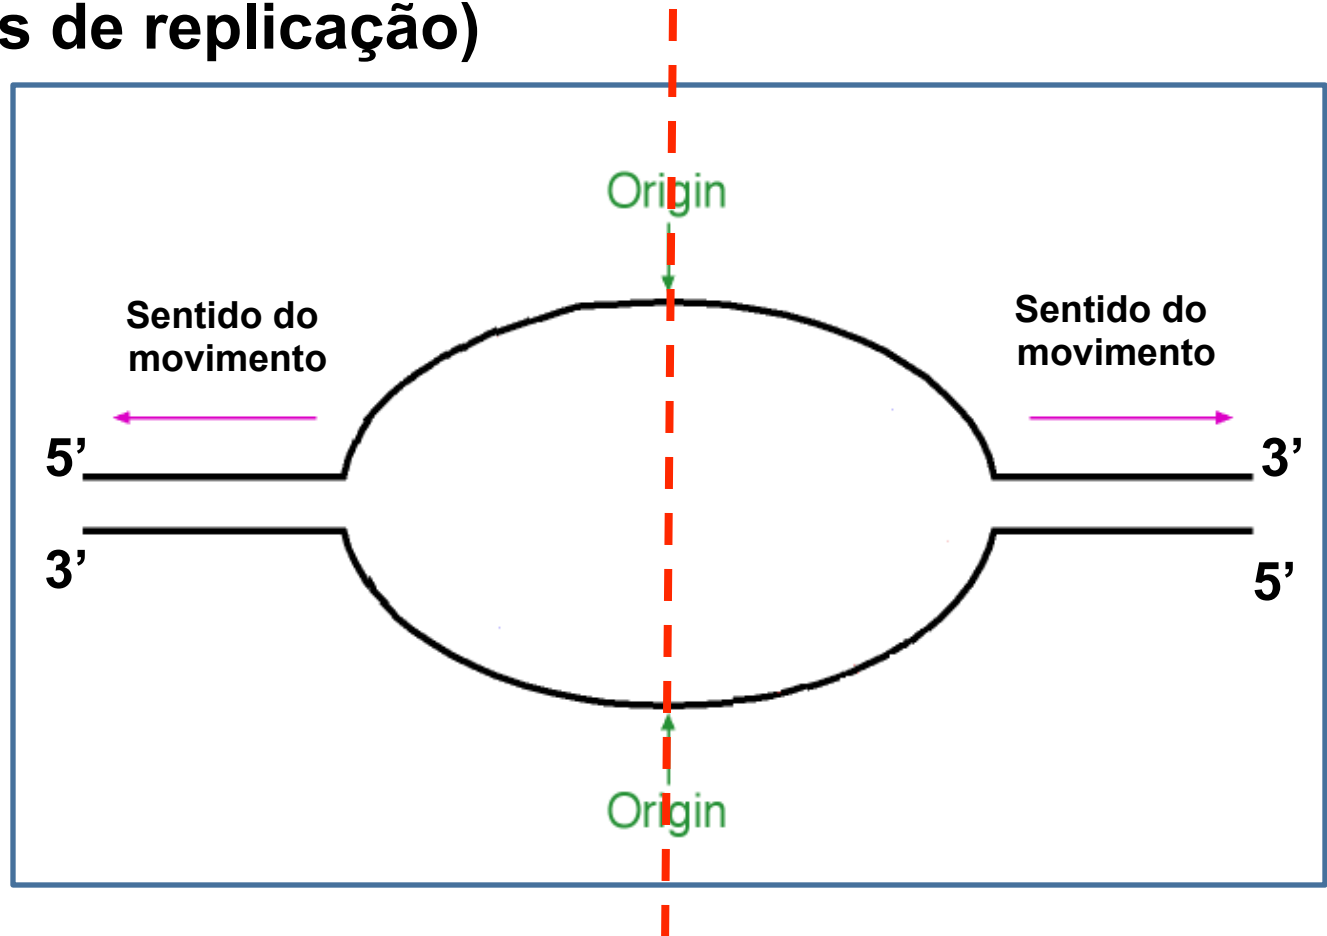 s de replicação)
Origin
Sentido do
movimento
Sentido do
movimento
5’
3’
3’
5’
Origin